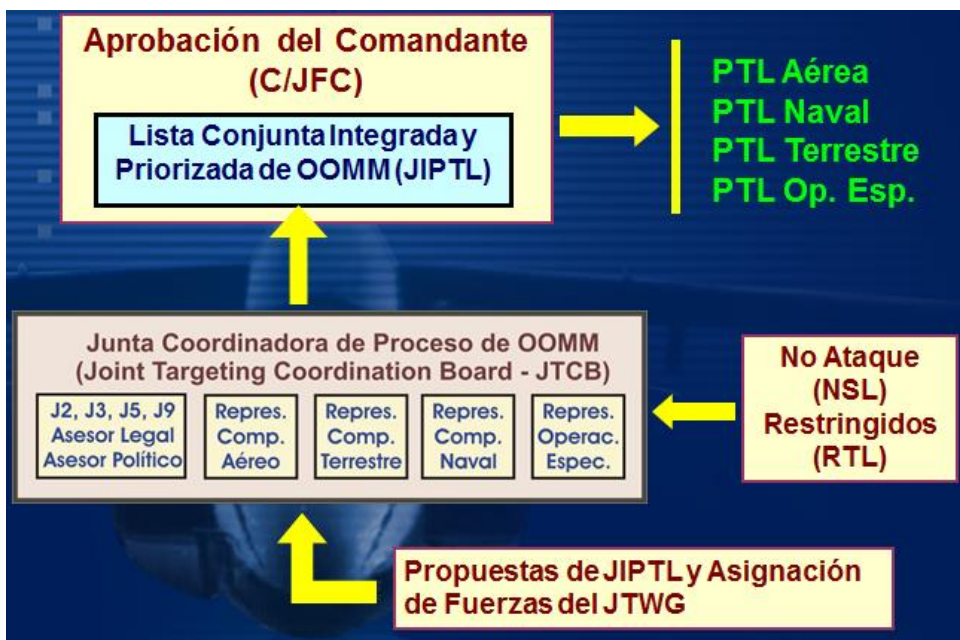 Aprobación del Comandante
(C/JFC)
Lista Conjunta Integrada y
Priorizada de OOMM (JIPTL)
PTL Aérea
PTL Naval
PTL Terrestre
PTL Op. Esp.
Junta Coordinadora de Proceso de OOMM
(Joint Targeting Coordination Board - JTCB)
J2, J3, J5, J9
Asesor Legal
Asesor Político
Repres.
Comp.
Aéreo
Repres.
Comp.
Terrestre
Repres.
Comp.
Naval
Repres.
Operac.
Espec.
No Ataque
(NSL)
Restringidos
(RTL)
Propuestas de JIPTL y Asignación
de Fuerzas del JTWG